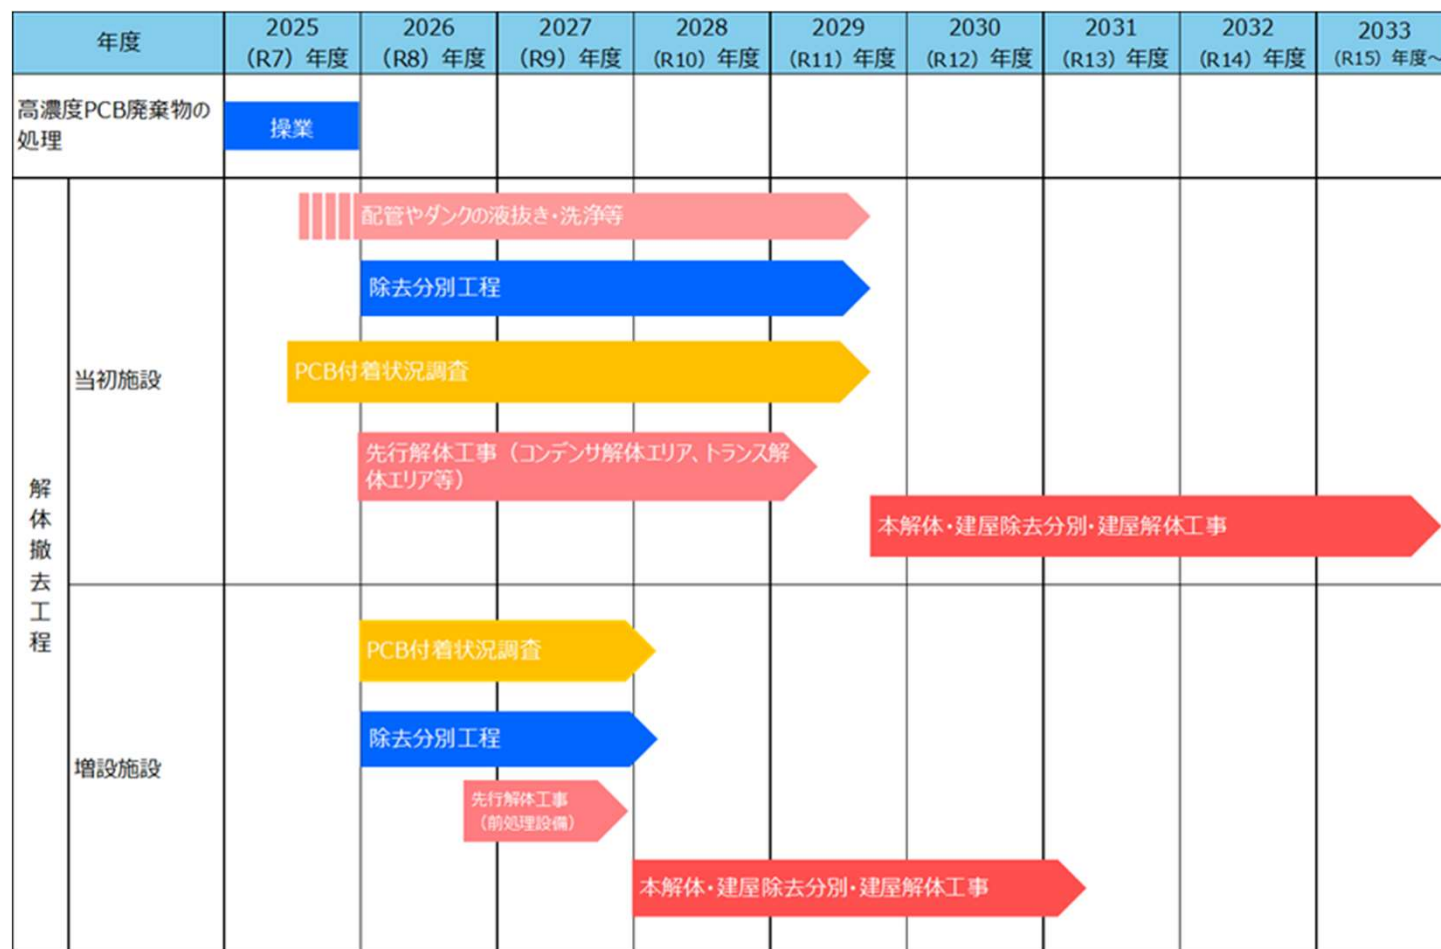 年度
2025
（R7）年度
2026
（R8）年度
2027
（R9）年度
2028
（R10）年度
2029
（R11）年度
2030
（R12）年度
2031
（R13）年度
2032
（R14）年度
2033
（R15）年度～
高濃度PCB廃棄物の
処理
操業
解体撤去工程
当初施設
配管やダンクの液抜き・洗浄等
除去分別工程
PCB付着状況調査
先行解体工事（コンデンサ解体エリア、トランス解
体エリア等）
本解体・建屋除去分別・建屋解体工事
増設施設
PCB付着状況調査
除去分別工程
先行解体工事
（前処理設備）
本解体・建屋除去分別・建屋解体工事